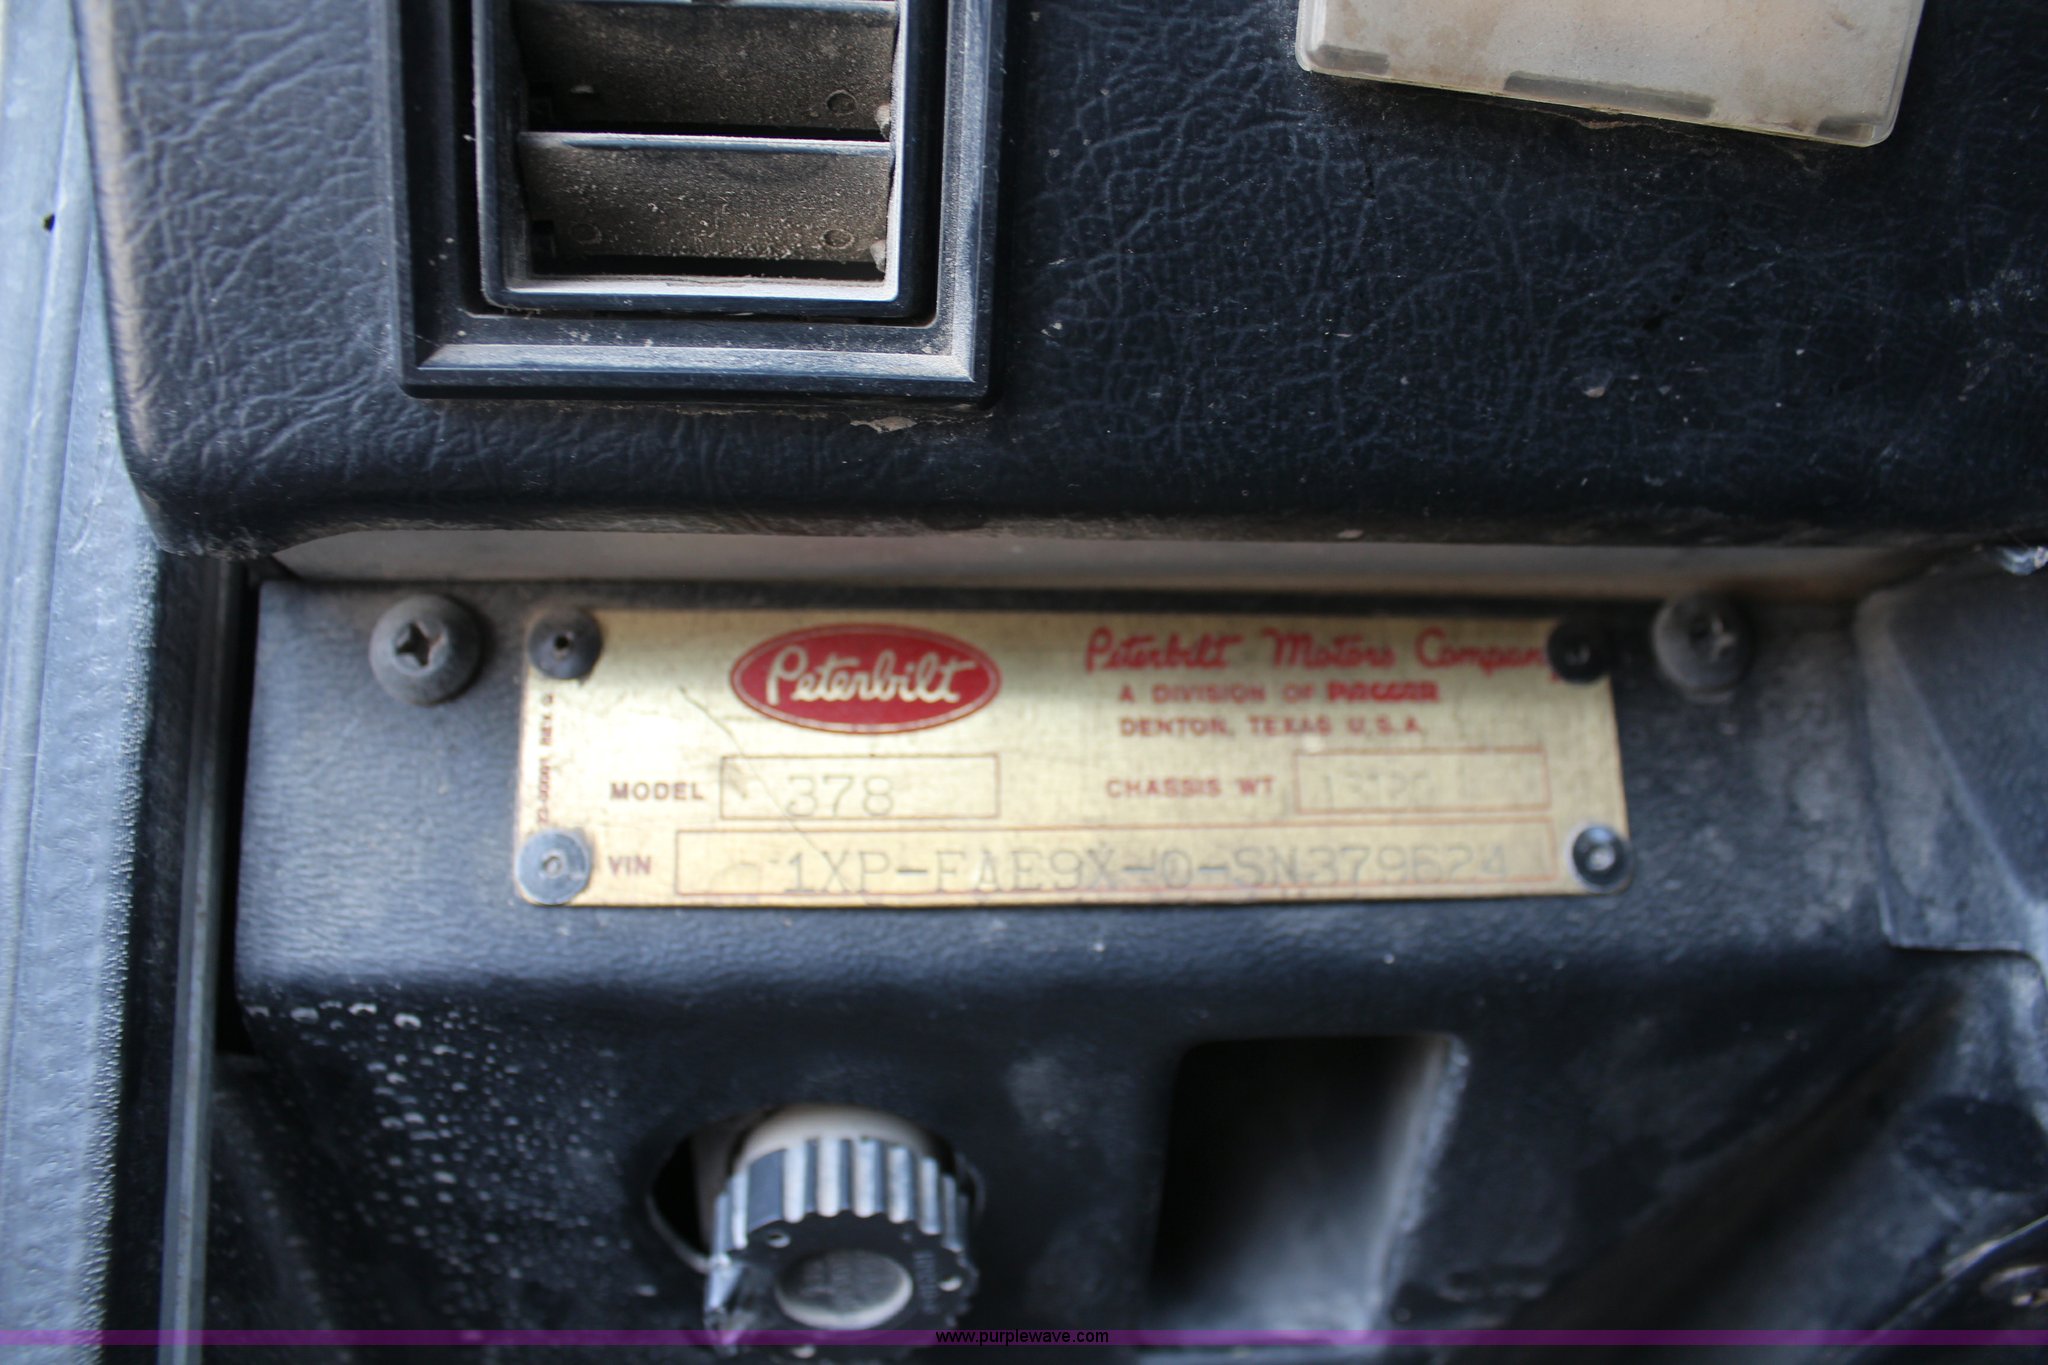 Peterbilt
Peterbilt Motors Company
A DIVISION OF PACCAR
DENTON, TEXAS U.S.A.
MODEL 378
CHASSIS WT
VIN 1XP-FAE9X-0-SN379624
www.purplewave.com